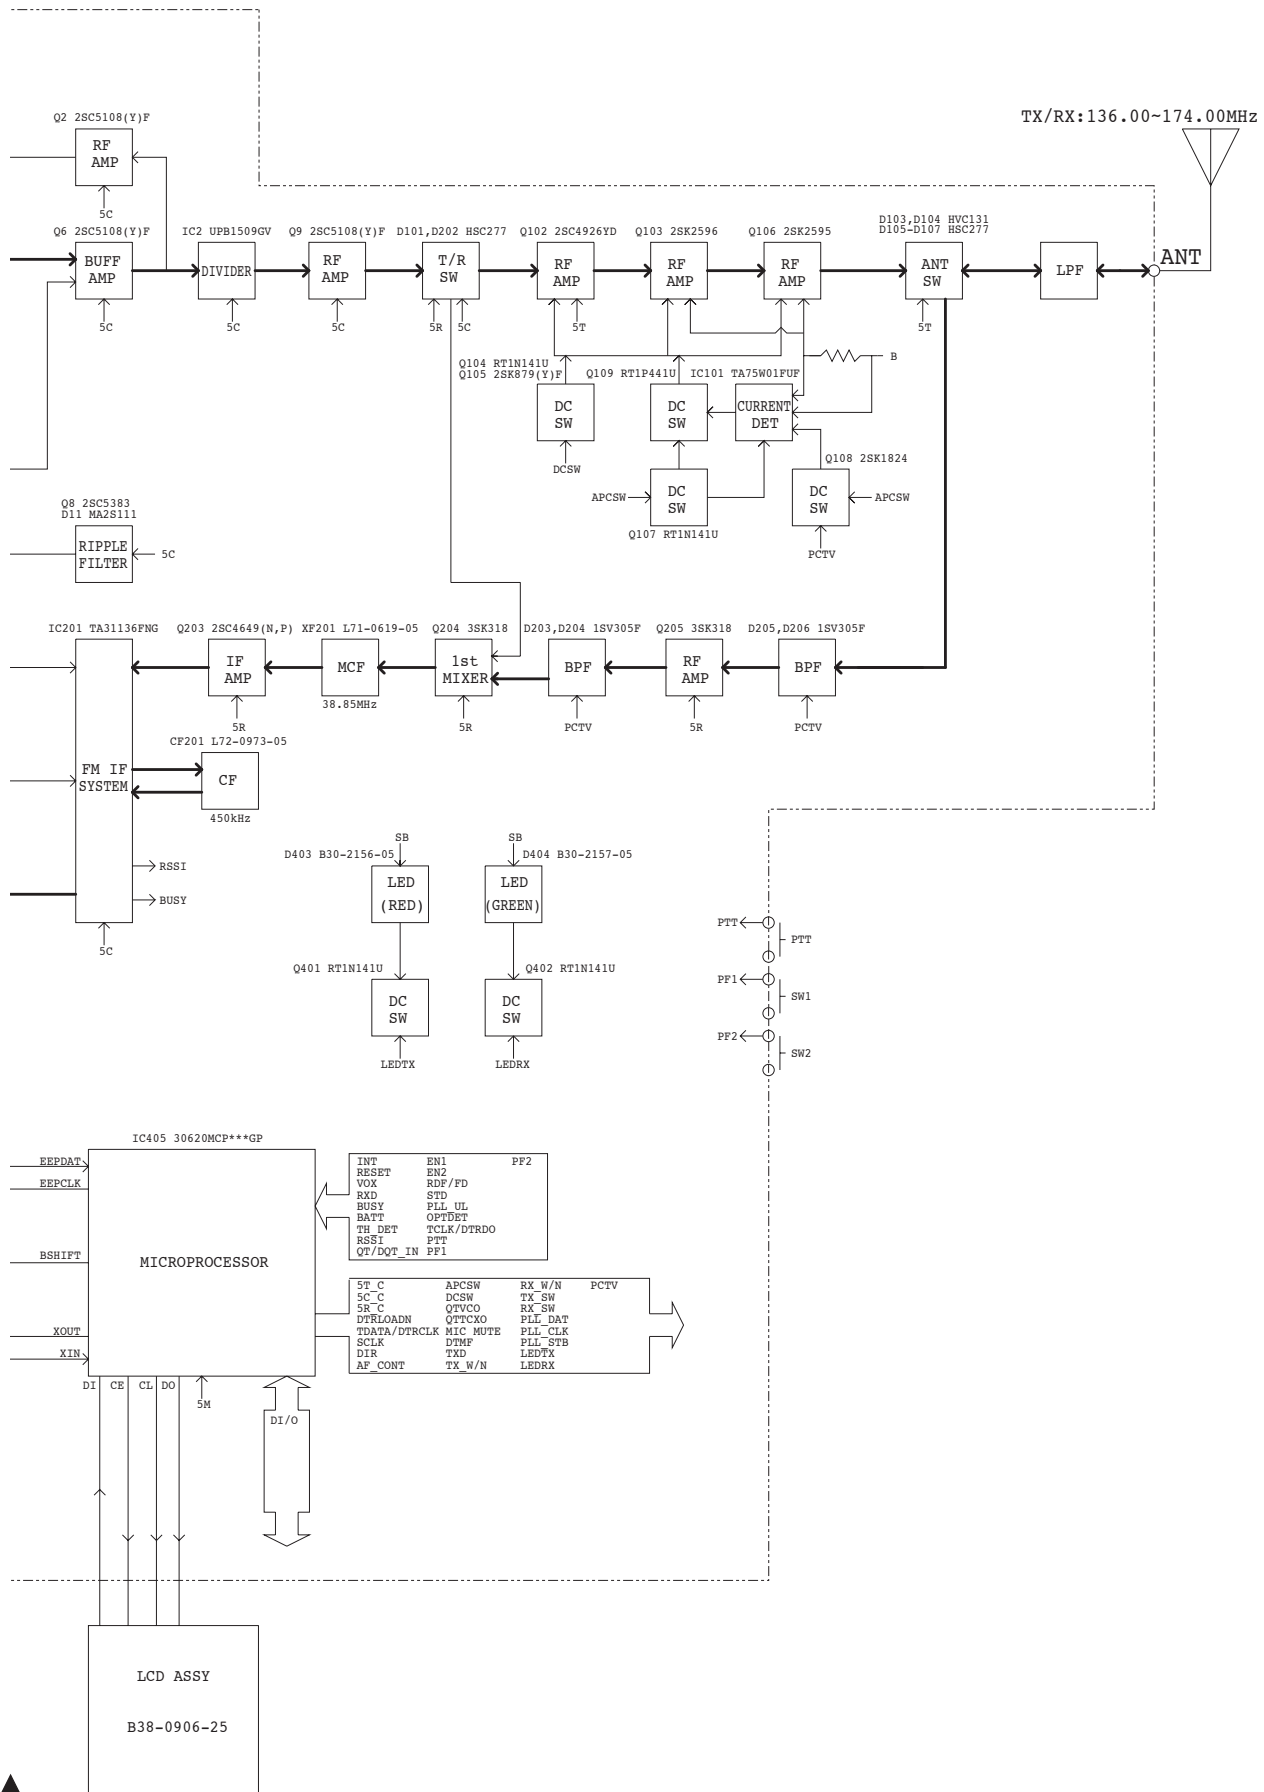 TX/RX:136.00~174.00MHz
Q2 2SC5108(Y)F
RF
AMP
5C
Q6 2SC5108(Y)F
BUFF
AMP
5C
IC2 UPB1509GV
DIVIDER
5C
Q9 2SC5108(Y)F
RF
AMP
5C
D101,D202 HSC277
T/R
SW
5R 5C
Q102 2SC4926YD
RF
AMP
5T
Q103 2SK2596
RF
AMP
Q106 2SK2595
RF
AMP
D103,D104 HVC131
D105-D107 HSC277
ANT
SW
5T
LPF
ANT
B
Q104 RT1N141U
Q105 2SK879(Y)F
DC
SW
DCSW
Q109 RT1P441U
DC
SW
IC101 TA75W01FUF
CURRENT
DET
APCSW
DC
SW
Q107 RT1N141U
Q108 2SK1824
DC
SW
APCSW
PCTV
Q8 2SC5383
D11 MA2S111
RIPPLE
FILTER
5C
IC201 TA31136FNG
FM IF
SYSTEM
RSSI
BUSY
5C
Q203 2SC4649(N,P)
IF
AMP
5R
XF201 L71-0619-05
MCF
38.85MHz
Q204 3SK318
1st
MIXER
5R
D203,D204 1SV305F
BPF
PCTV
Q205 3SK318
RF
AMP
5R
D205,D206 1SV305F
BPF
PCTV
CF201 L72-0973-05
CF
450kHz
SB
D403 B30-2156-05
LED
(RED)
Q401 RT1N141U
DC
SW
LEDTX
SB
D404 B30-2157-05
LED
(GREEN)
Q402 RT1N141U
DC
SW
LEDRX
PTT
PTT
PF1
SW1
PF2
SW2
IC405 30620MCP***GP
EEPDAT
EEPCLK
BSHIFT
XOUT
XIN
MICROPROCESSOR
INT EN1 PF2
RESET EN2
VOX RDF/FD
RXD STD
BUSY PLL_UL
BATT OPTDET
TH_DET TCLK/DTRDO
RSSI PTT
QT/DQT_IN PF1
5T_C APCSW RX_W/N PCTV
5C_C DCSW TX_SW
5R_C QTVCO RX_SW
DTRLOADN QTTCXO PLL_DAT
TDATA/DTRCLK MIC MUTE PLL_CLK
SCLK DTMF PLL_STB
DIR TXD LEDTX
AF_CONT TX_W/N LEDRX
DI CE CL DO
5M
DI/O
LCD ASSY
B38-0906-25